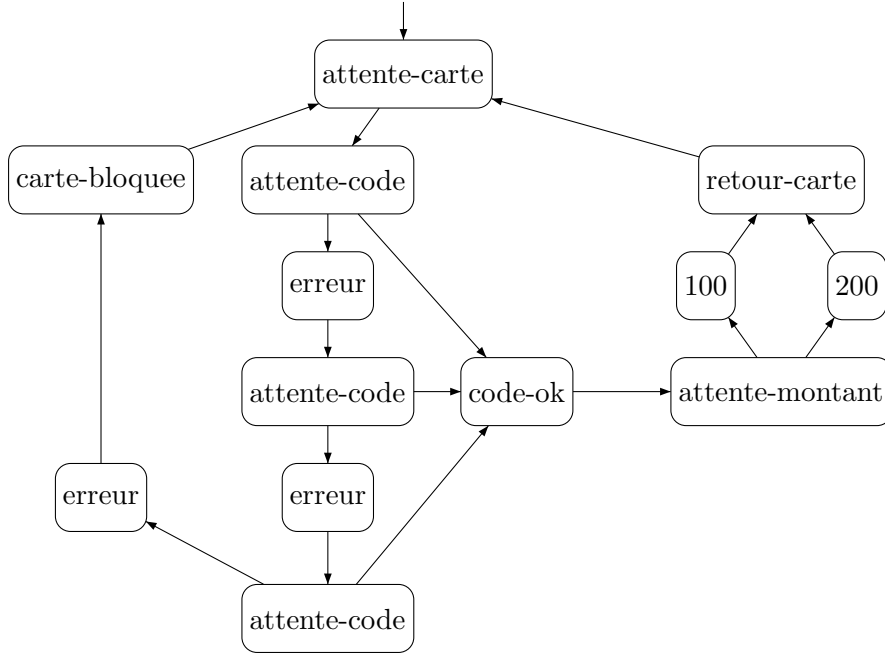 attente-carte
carte-bloquee
attente-code
retour-carte
erreur
100
200
attente-code
code-ok
attente-montant
erreur
erreur
attente-code